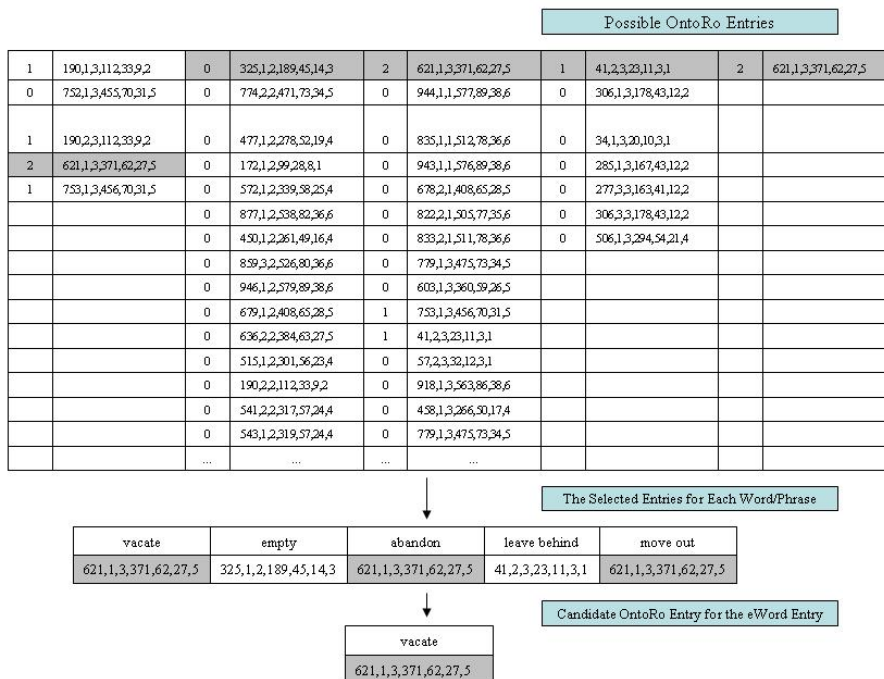 Possible OntoRo Entries
1 190,1,3,112,33,9,2 0 325,1,2,189,45,14,3 2 621,1,3,371,62,27,5 1 41,2,3,23,11,3,1 2 621,1,3,371,62,27,5
0 752,1,3,455,70,31,5 0 774,2,2,471,73,34,5 0 944,1,1,577,89,38,6 0 306,1,3,178,43,12,2
1 190,2,3,112,33,9,2 0 477,1,2,278,52,19,4 0 835,1,1,512,78,36,6 0 34,1,3,20,10,3,1
2 621,1,3,371,62,27,5 0 172,1,2,99,28,8,1 0 943,1,1,576,89,38,6 0 285,1,3,167,43,12,2
1 753,1,3,456,70,31,5 0 572,1,2,339,58,25,4 0 678,2,1,408,65,28,5 0 277,3,3,163,41,12,2
0 877,1,2,538,82,36,6 0 822,2,1,505,77,35,6 0 306,3,3,178,43,12,2
0 450,1,2,261,49,16,4 0 833,2,1,511,78,36,6 0 506,1,3,294,54,21,4
0 859,3,2,526,80,36,6 0 779,1,3,475,73,34,5
0 946,1,2,579,89,38,6 0 603,1,3,360,59,26,5
0 679,1,2,408,65,28,5 1 753,1,3,456,70,31,5
0 636,2,2,384,63,27,5 1 41,2,3,23,11,3,1
0 515,1,2,301,56,23,4 0 57,2,3,32,12,3,1
0 190,2,2,112,33,9,2 0 918,1,3,563,86,38,6
0 541,2,2,317,57,24,4 0 458,1,3,266,50,17,4
0 543,1,2,319,57,24,4 0 779,1,3,475,73,34,5
... ... ... ...
The Selected Entries for Each Word/Phrase
vacate empty abandon leave behind move out
621,1,3,371,62,27,5 325,1,2,189,45,14,3 621,1,3,371,62,27,5 41,2,3,23,11,3,1 621,1,3,371,62,27,5
Candidate OntoRo Entry for the eWord Entry
vacate
621,1,3,371,62,27,5